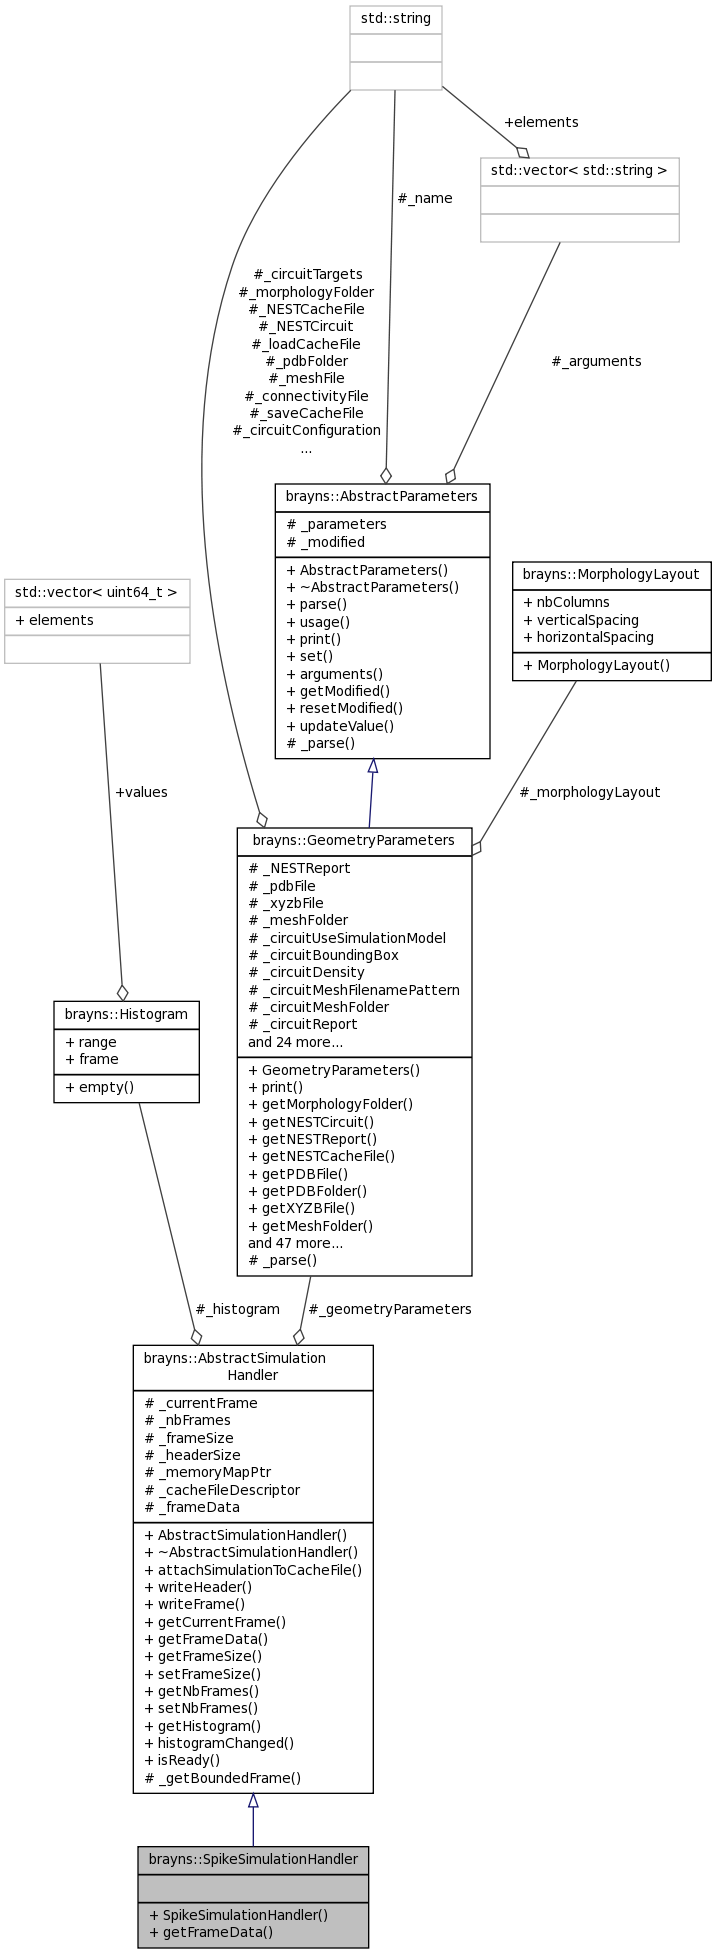 std::string
+elements
std::vector< std::string >
#_name
#_circuitTargets
#_morphologyFolder
#_NESTCacheFile
#_NESTCircuit
#_loadCacheFile
#_pdbFolder
#_meshFile
#_connectivityFile
#_saveCacheFile
#_circuitConfiguration
...
#_arguments
brayns::AbstractParameters
# _parameters
# _modified
+ AbstractParameters()
+ ~AbstractParameters()
+ parse()
+ usage()
+ print()
+ set()
+ arguments()
+ getModified()
+ resetModified()
+ updateValue()
# _parse()
brayns::MorphologyLayout
+ nbColumns
+ verticalSpacing
+ horizontalSpacing
+ MorphologyLayout()
std::vector< uint64_t >
+ elements
+values
#_morphologyLayout
brayns::GeometryParameters
# _NESTReport
# _pdbFile
# _xyzbFile
# _meshFolder
# _circuitUseSimulationModel
# _circuitBoundingBox
# _circuitDensity
# _circuitMeshFilenamePattern
# _circuitMeshFolder
# _circuitReport
and 24 more...
+ GeometryParameters()
+ print()
+ getMorphologyFolder()
+ getNESTCircuit()
+ getNESTReport()
+ getNESTCacheFile()
+ getPDBFile()
+ getPDBFolder()
+ getXYZBFile()
+ getMeshFolder()
and 47 more...
# _parse()
brayns::Histogram
+ range
+ frame
+ empty()
#_histogram
#_geometryParameters
brayns::AbstractSimulation
Handler
# _currentFrame
# _nbFrames
# _frameSize
# _headerSize
# _memoryMapPtr
# _cacheFileDescriptor
# _frameData
+ AbstractSimulationHandler()
+ ~AbstractSimulationHandler()
+ attachSimulationToCacheFile()
+ writeHeader()
+ writeFrame()
+ getCurrentFrame()
+ getFrameData()
+ getFrameSize()
+ setFrameSize()
+ getNbFrames()
+ setNbFrames()
+ getHistogram()
+ histogramChanged()
+ isReady()
# _getBoundedFrame()
brayns::SpikeSimulationHandler
+ SpikeSimulationHandler()
+ getFrameData()